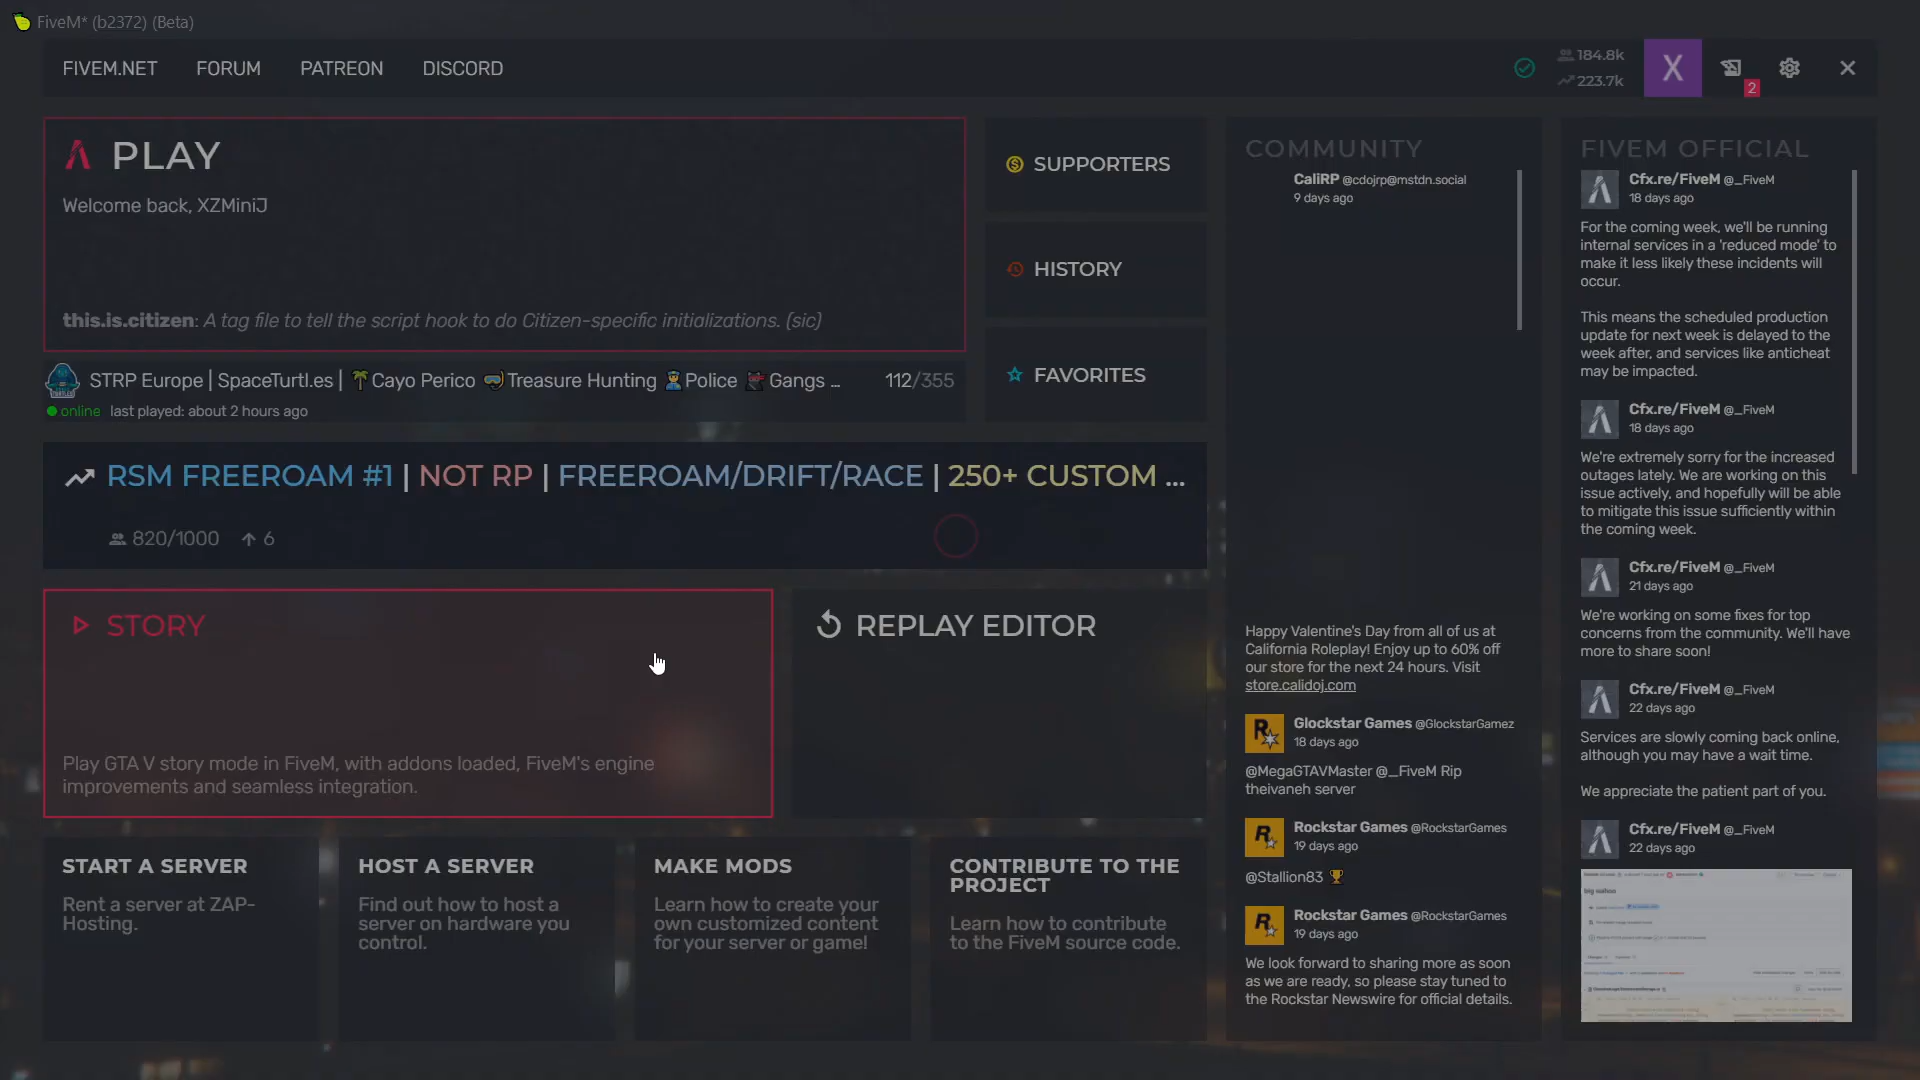 FiveM* (b2372) (Beta)
FIVEM.NET
FORUM
PATREON
DISCORD
184.8k
223.7k
X
2
PLAY
Welcome back, XZMiniJ
this.is.citizen: A tag file to tell the script hook to do Citizen-specific initializations. (sic)
STRP Europe | SpaceTurtl.es | 🌴Cayo Perico 🤿Treasure Hunting 👮Police Gangs ...
112/355
online last played: about 2 hours ago
SUPPORTERS
HISTORY
FAVORITES
RSM FREEROAM #1 | NOT RP | FREEROAM/DRIFT/RACE | 250+ CUSTOM ...
820/1000
6
STORY
Play GTA V story mode in FiveM, with addons loaded, FiveM's engine
improvements and seamless integration.
REPLAY EDITOR
START A SERVER
Rent a server at ZAP-
Hosting.
HOST A SERVER
Find out how to host a
server on hardware you
control.
MAKE MODS
Learn how to create your
own customized content
for your server or game!
CONTRIBUTE TO THE
PROJECT
Learn how to contribute
to the FiveM source code.
COMMUNITY
CaliRP @cdojrp@mstdn.social
9 days ago
Happy Valentine's Day from all of us at
California Roleplay! Enjoy up to 60% off
our store for the next 24 hours. Visit
store.calidoj.com
Glockstar Games @GlockstarGamez
18 days ago
@MegaGTAVMaster @_FiveM Rip
theivaneh server
Rockstar Games @RockstarGames
19 days ago
@Stallion83 🏆
Rockstar Games @RockstarGames
19 days ago
We look forward to sharing more as soon
as we are ready, so please stay tuned to
the Rockstar Newswire for official details.
FIVEM OFFICIAL
Cfx.re/FiveM @_FiveM
18 days ago
For the coming week, we'll be running
internal services in a 'reduced mode' to
make it less likely these incidents will
occur.
This means the scheduled production
update for next week is delayed to the
week after, and services like anticheat
may be impacted.
Cfx.re/FiveM @_FiveM
18 days ago
We're extremely sorry for the increased
outages lately. We are working on this
issue actively, and hopefully will be able
to mitigate this issue sufficiently within
the coming week.
Cfx.re/FiveM @_FiveM
21 days ago
We're working on some fixes for top
concerns from the community. We'll have
more to share soon!
Cfx.re/FiveM @_FiveM
22 days ago
Services are slowly coming back online,
although you may have a wait time.
We appreciate the patient part of you.
Cfx.re/FiveM @_FiveM
22 days ago